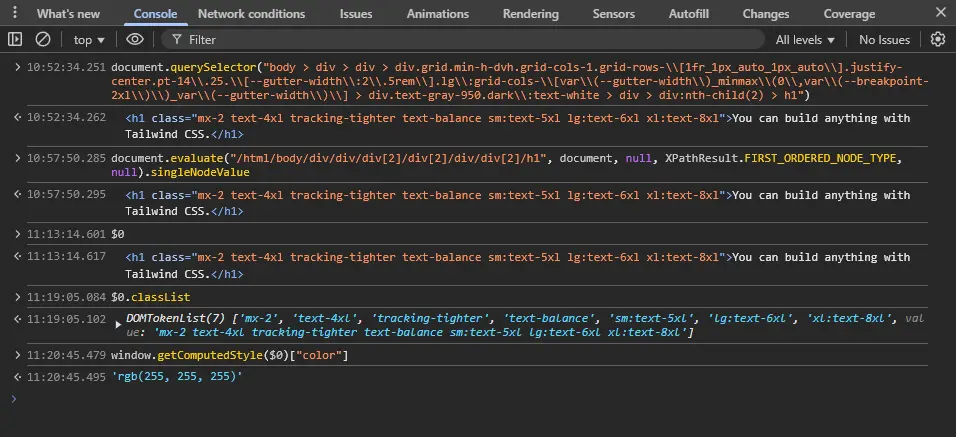 What's new Console Network conditions Issues Animations Rendering Sensors Autofill Changes Coverage
top Filter All levels No Issues
10:52:34.251 document.querySelector("body > div > div > div.grid.min-h-dvh.grid-cols-1.grid-rows-\\[1fr_1px_auto_1px_auto\\].justify-
center.pt-14\\.25.\\[--gutter-width\\:2\\.5rem\\].lg\\:grid-cols-\\[var\\(--gutter-width\\)_minmax\\(0\\,var\\(--breakpoint-
2xl\\)\\)_var\\(--gutter-width\\)\\] > div.text-gray-950.dark\\:text-white > div > div:nth-child(2) > h1")
10:52:34.262 <h1 class="mx-2 text-4xl tracking-tighter text-balance sm:text-5xl lg:text-6xl xl:text-8xl">You can build anything with
Tailwind CSS.</h1>
10:57:50.285 document.evaluate("/html/body/div/div/div[2]/div[2]/div/div[2]/h1", document, null, XPathResult.FIRST_ORDERED_NODE_TYPE,
null).singleNodeValue
10:57:50.295 <h1 class="mx-2 text-4xl tracking-tighter text-balance sm:text-5xl lg:text-6xl xl:text-8xl">You can build anything with
Tailwind CSS.</h1>
11:13:14.601 $0
11:13:14.617 <h1 class="mx-2 text-4xl tracking-tighter text-balance sm:text-5xl lg:text-6xl xl:text-8xl">You can build anything with
Tailwind CSS.</h1>
11:19:05.084 $0.classList
11:19:05.102 DOMTokenList(7) ['mx-2', 'text-4xl', 'tracking-tighter', 'text-balance', 'sm:text-5xl', 'lg:text-6xl', 'xl:text-8xl', val
ue: 'mx-2 text-4xl tracking-tighter text-balance sm:text-5xl lg:text-6xl xl:text-8xl']
11:20:45.479 window.getComputedStyle($0)["color"]
11:20:45.495 'rgb(255, 255, 255)'